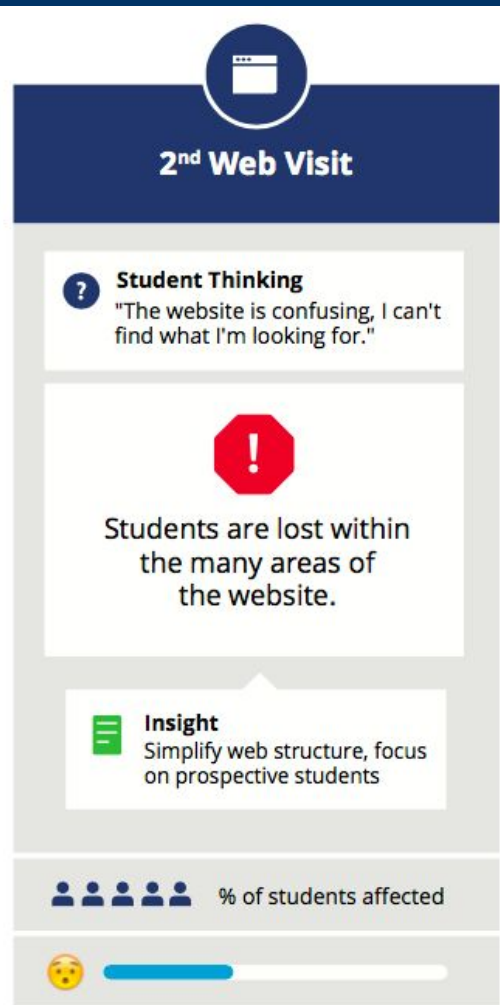 2nd Web Visit
?
Student Thinking
"The website is confusing, I can't
find what I'm looking for."
!
Students are lost within
the many areas of
the website.
Insight
Simplify web structure, focus
on prospective students
% of students affected